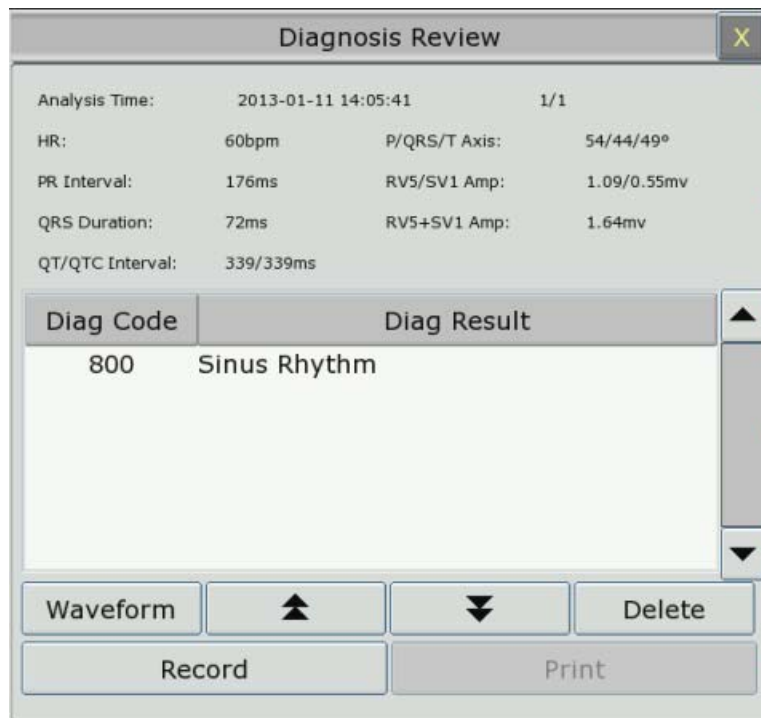 Diagnosis Review X
Analysis Time: 2013-01-11 14:05:41 1/1
HR: 60bpm P/QRS/T Axis: 54/44/49º
PR Interval: 176ms RV5/SV1 Amp: 1.09/0.55mv
QRS Duration: 72ms RV5+SV1 Amp: 1.64mv
QT/QTC Interval: 339/339ms
Diag Code Diag Result
800 Sinus Rhythm
Waveform Delete
Record Print